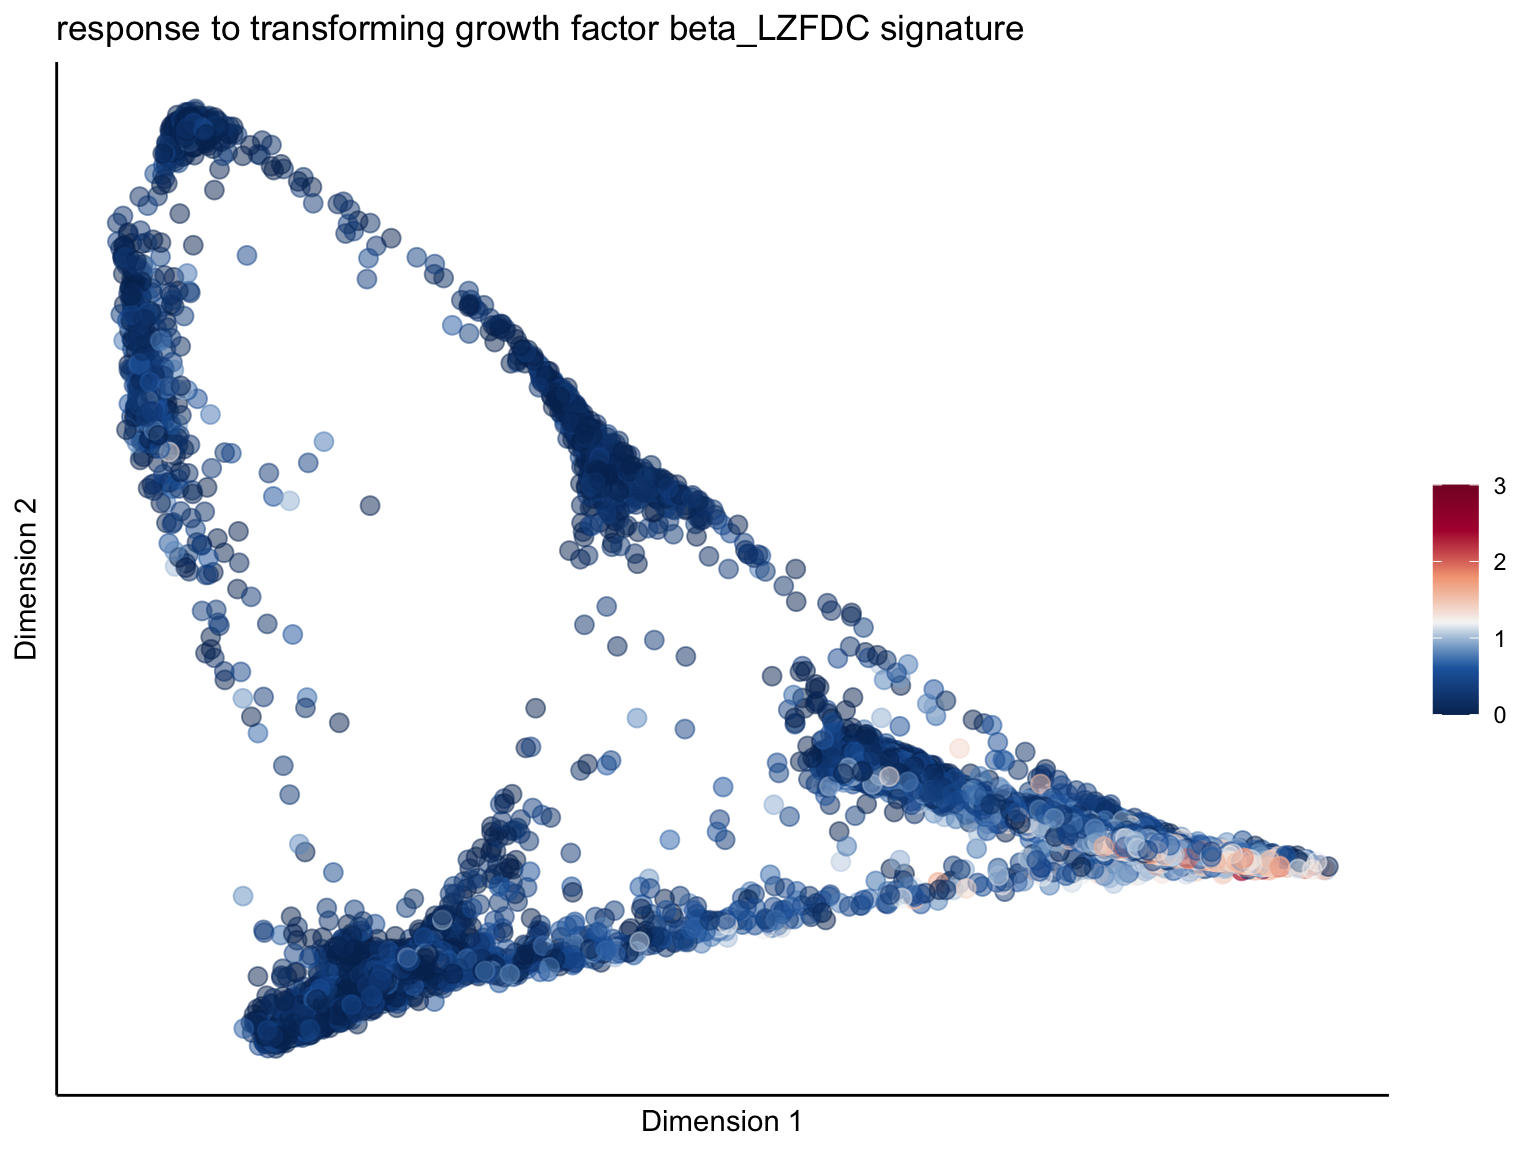 response to transforming growth factor beta_LZFDC signature
Dimension 2
3
2
1
0
Dimension 1